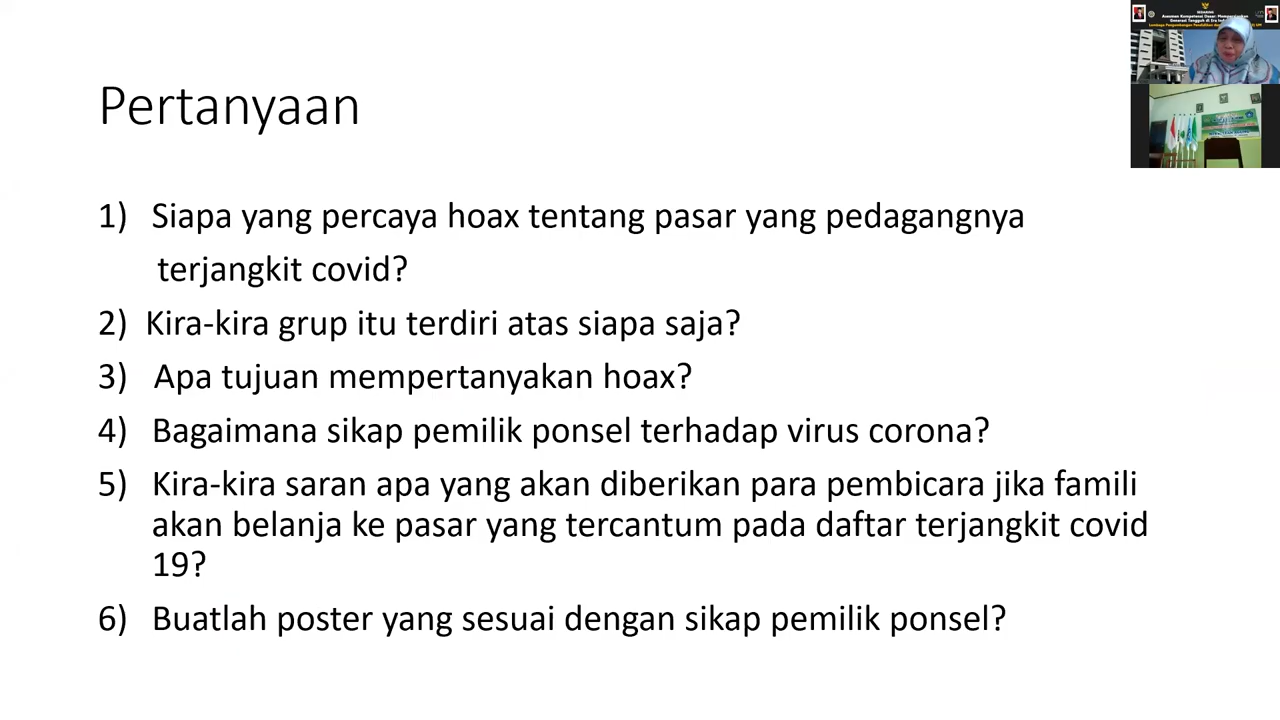 Pertanyaan
1) Siapa yang percaya hoax tentang pasar yang pedagangnya
terjangkit covid?
2) Kira-kira grup itu terdiri atas siapa saja?
3) Apa tujuan mempertanyakan hoax?
4) Bagaimana sikap pemilik ponsel terhadap virus corona?
5) Kira-kira saran apa yang akan diberikan para pembicara jika famili
akan belanja ke pasar yang tercantum pada daftar terjangkit covid
19?
6) Buatlah poster yang sesuai dengan sikap pemilik ponsel?